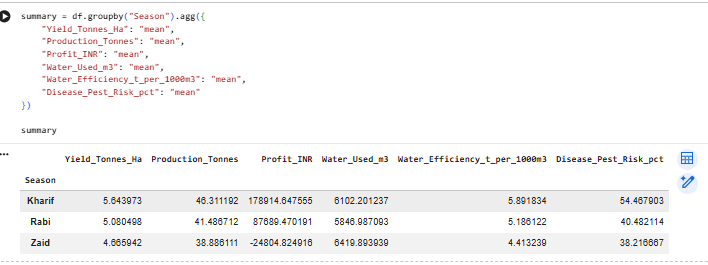 summary = df.groupby("Season").agg({
"Yield_Tonnes_Ha": "mean",
"Production_Tonnes": "mean",
"Profit_INR": "mean",
"Water_Used_m3": "mean",
"Water_Efficiency_t_per_1000m3": "mean",
"Disease_Pest_Risk_pct": "mean"
})
summary
Yield_Tonnes_Ha Production_Tonnes Profit_INR Water_Used_m3 Water_Efficiency_t_per_1000m3 Disease_Pest_Risk_pct
Season
Kharif 5.643973 46.311192 178914.647555 6102.201237 5.891834 54.467903
Rabi 5.080498 41.486712 87689.470191 5846.987093 5.186122 40.482114
Zaid 4.665942 38.886111 -24804.824916 6419.893939 4.413239 38.216667